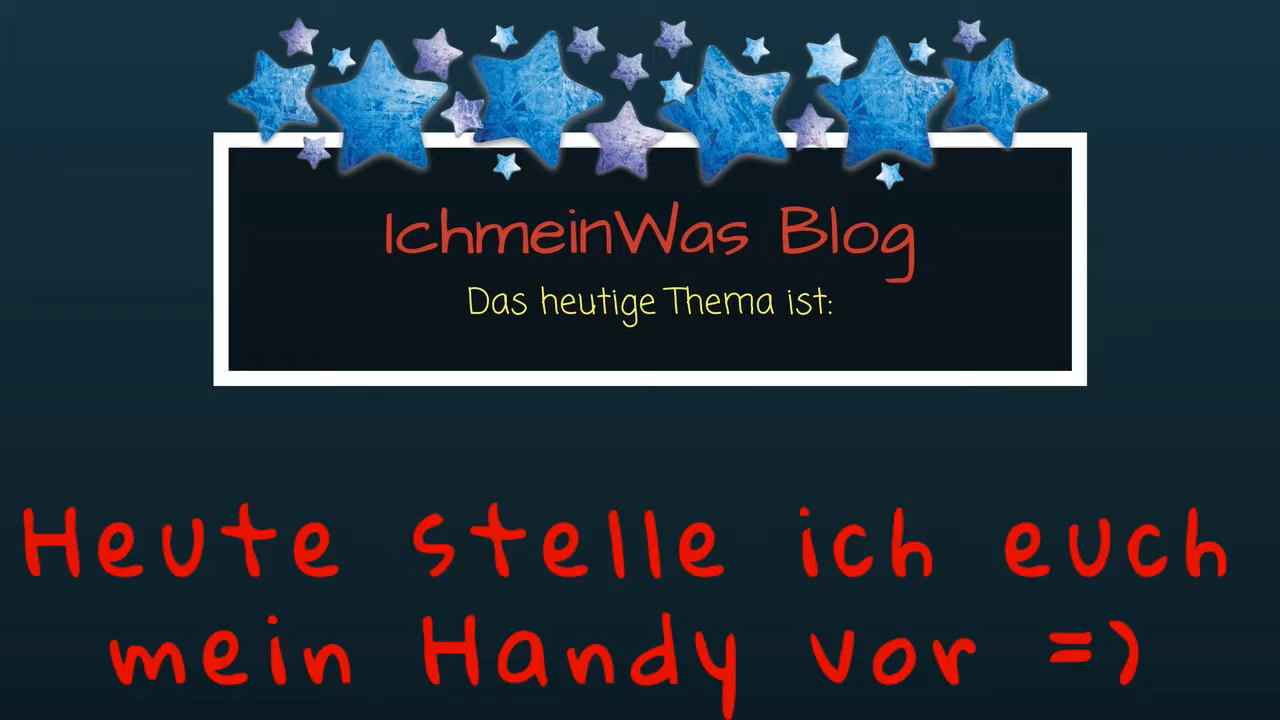 IchmeinWas Blog
Das heutige Thema ist:
Heute stelle ich euch
mein Handy vor =)